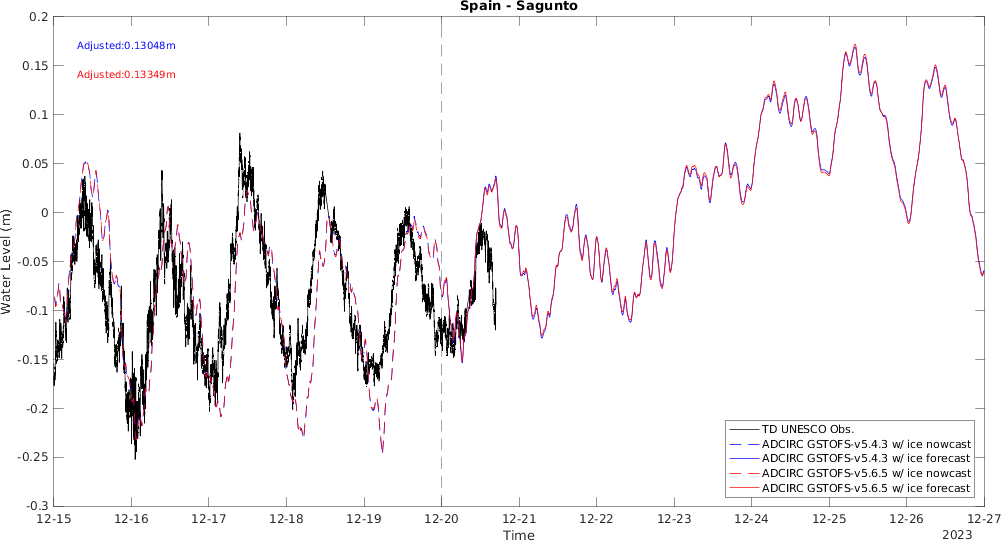 Spain - Sagunto
Adjusted:0.13048m
Adjusted:0.13349m
Water Level (m)
0.2
0.15
0.1
0.05
0
-0.05
-0.1
-0.15
-0.2
-0.25
-0.3
TD UNESCO Obs.
ADCIRC GSTOFS-v5.4.3 w/ ice nowcast
ADCIRC GSTOFS-v5.4.3 w/ ice forecast
ADCIRC GSTOFS-v5.6.5 w/ ice nowcast
ADCIRC GSTOFS-v5.6.5 w/ ice forecast
12-15 12-16 12-17 12-18 12-19 12-20 12-21 12-22 12-23 12-24 12-25 12-26 12-27
Time
2023